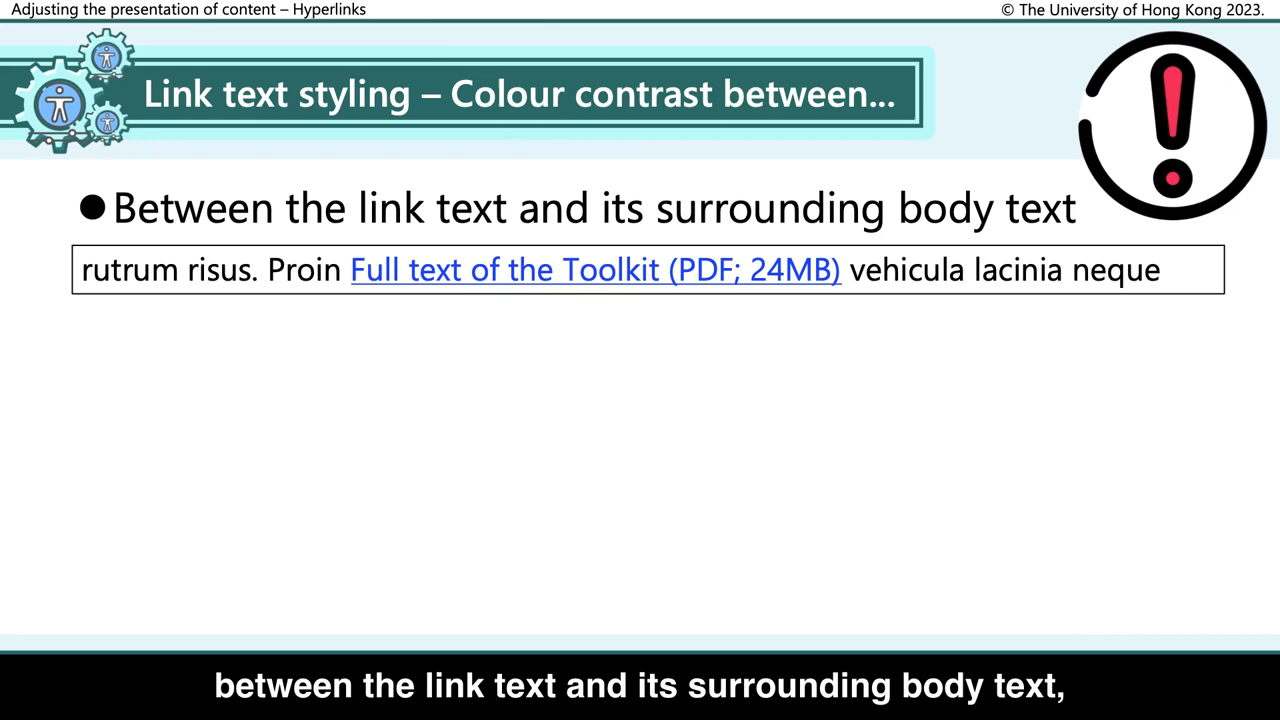 Adjusting the presentation of content – Hyperlinks
© The University of Hong Kong 2023.
Link text styling – Colour contrast between...
●Between the link text and its surrounding body text
rutrum risus. Proin Full text of the Toolkit (PDF; 24MB) vehicula lacinia neque
between the link text and its surrounding body text,